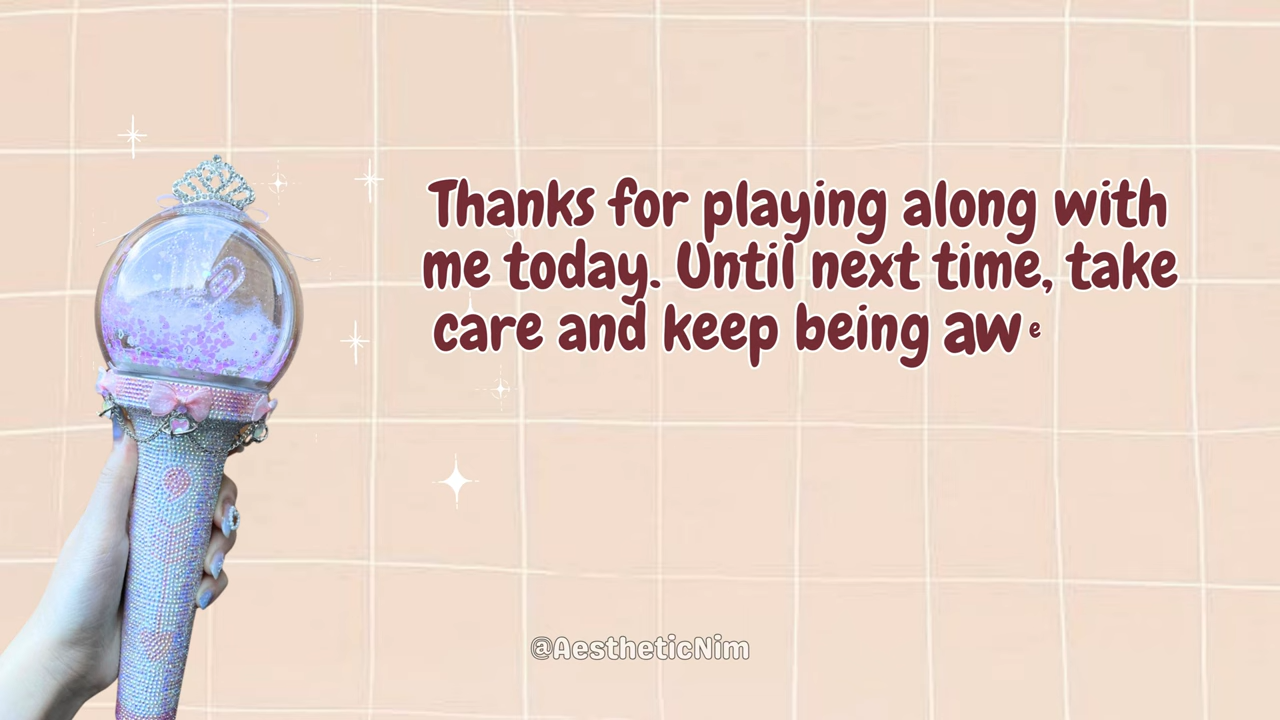 Thanks for playing along with
me today. Until next time, take
care and keep being awe
@AestheticNim